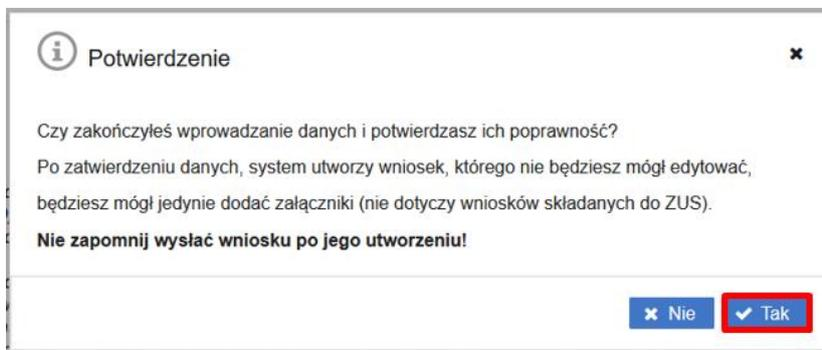 Potwierdzenie
Czy zakończyłeś wprowadzanie danych i potwierdzasz ich poprawność?
Po zatwierdzeniu danych, system utworzy wniosek, którego nie będziesz mógł edytować,
będziesz mógł jedynie dodać załączniki (nie dotyczy wniosków składanych do ZUS).
Nie zapomnij wysłać wniosku po jego utworzeniu!
Nie Tak